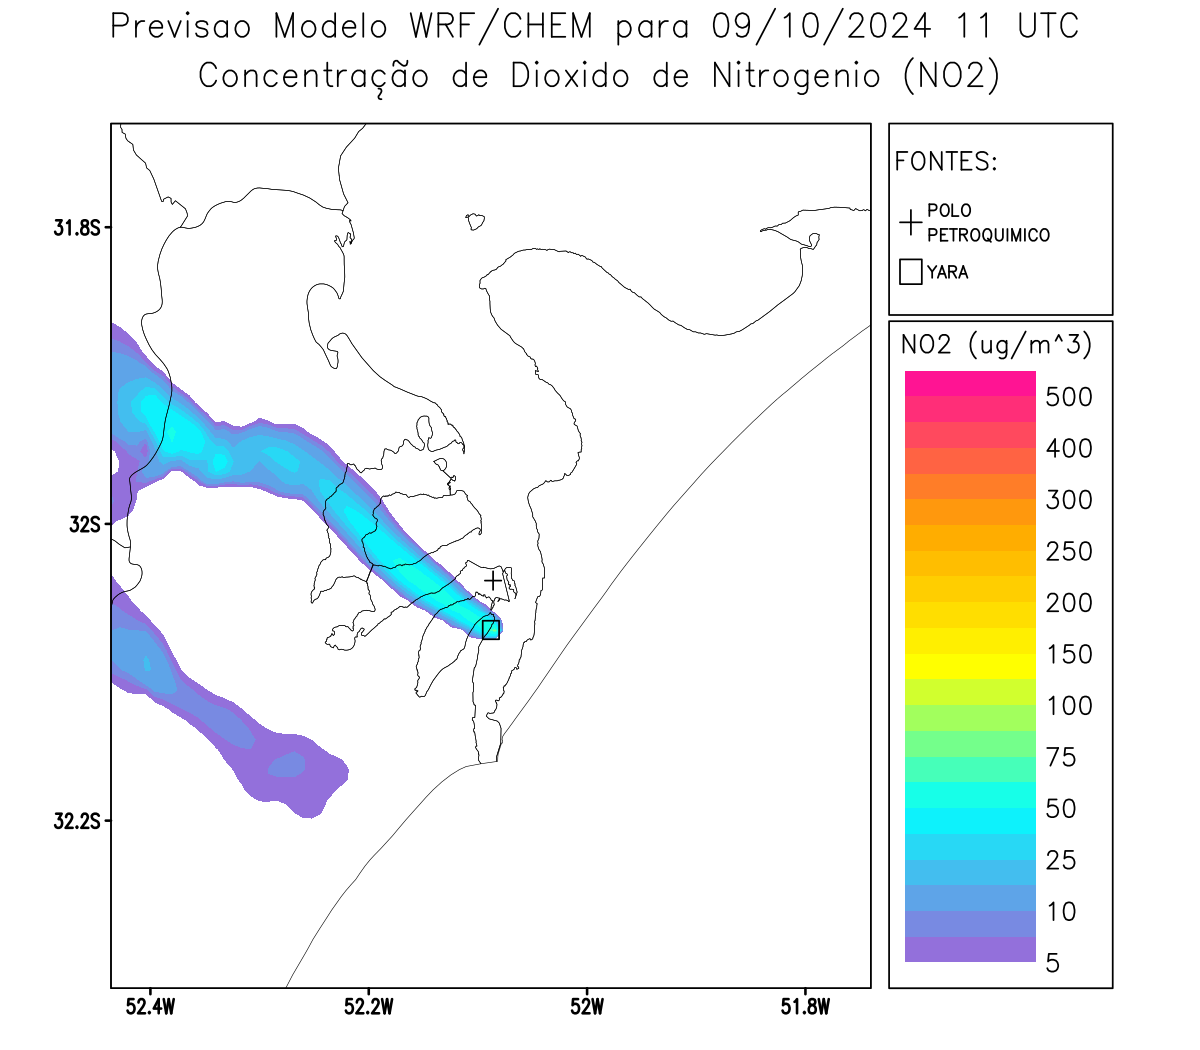 Previsao Modelo WRF/CHEM para 09/10/2024 11 UTC
Concentração de Dioxido de Nitrogenio (NO2)
FONTES:
POLO
PETROQUIMICO
YARA
NO2 (ug/m^3)
500
400
300
250
200
150
100
75
50
25
10
5
31.8S
32S
32.2S
52.4W
52.2W
52W
51.8W